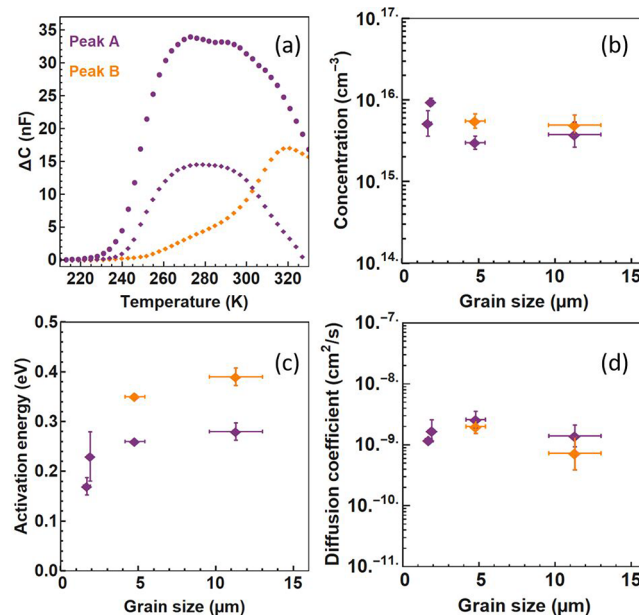 Peak A
Peak B
(a)
ΔC (nF)
35
30
25
20
15
10
5
0
220 240 260 280 300 320
Temperature (K)
(b)
Concentration (cm⁻³)
10.¹⁷·
10.¹⁶·
10.¹⁵·
10.¹⁴·
0 5 10 15
Grain size (μm)
(c)
Activation energy (eV)
0.5
0.4
0.3
0.2
0.1
0.0
0 5 10 15
Grain size (μm)
(d)
Diffusion coefficient (cm²/s)
10.⁻⁷·
10.⁻⁸·
10.⁻⁹·
10.⁻¹⁰·
10.⁻¹¹·
0 5 10 15
Grain size (μm)